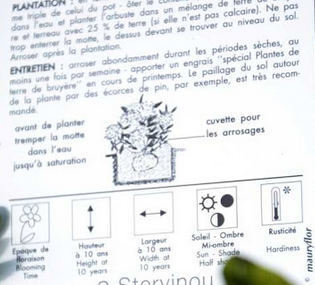 PLANTATION : en
me triple de celui du pot - ôter le
dans l'eau et planter l'arbuste dans un mélange de terre de
re et terreau avec 25 % de terre (si elle n'est pas calcaire). Ne pas
trop enterrer la motte, le dessus devant se trouver au niveau du sol.
Arroser après la plantation.
ENTRETIEN : arroser abondamment durant les périodes sèches, au
moins une fois par semaine - apporter un engrais "spécial Plantes de
terre de bruyère" en cours de printemps. Le paillage du sol autour
de la plante par des écorces de pin, par exemple, est très recom-
mandé.
avant de planter
tremper la motte
dans l'eau
jusqu'à saturation
cuvette pour
les arrosages
Époque de
floraison
Blooming
Time
Hauteur
à 10 ans
Height at
10 years
Largeur
à 10 ans
Width at
10 years
Soleil - Ombre
Mi-ombre
Sun - Shade
Half sh
Rusticité
Hardiness
© mauryflor